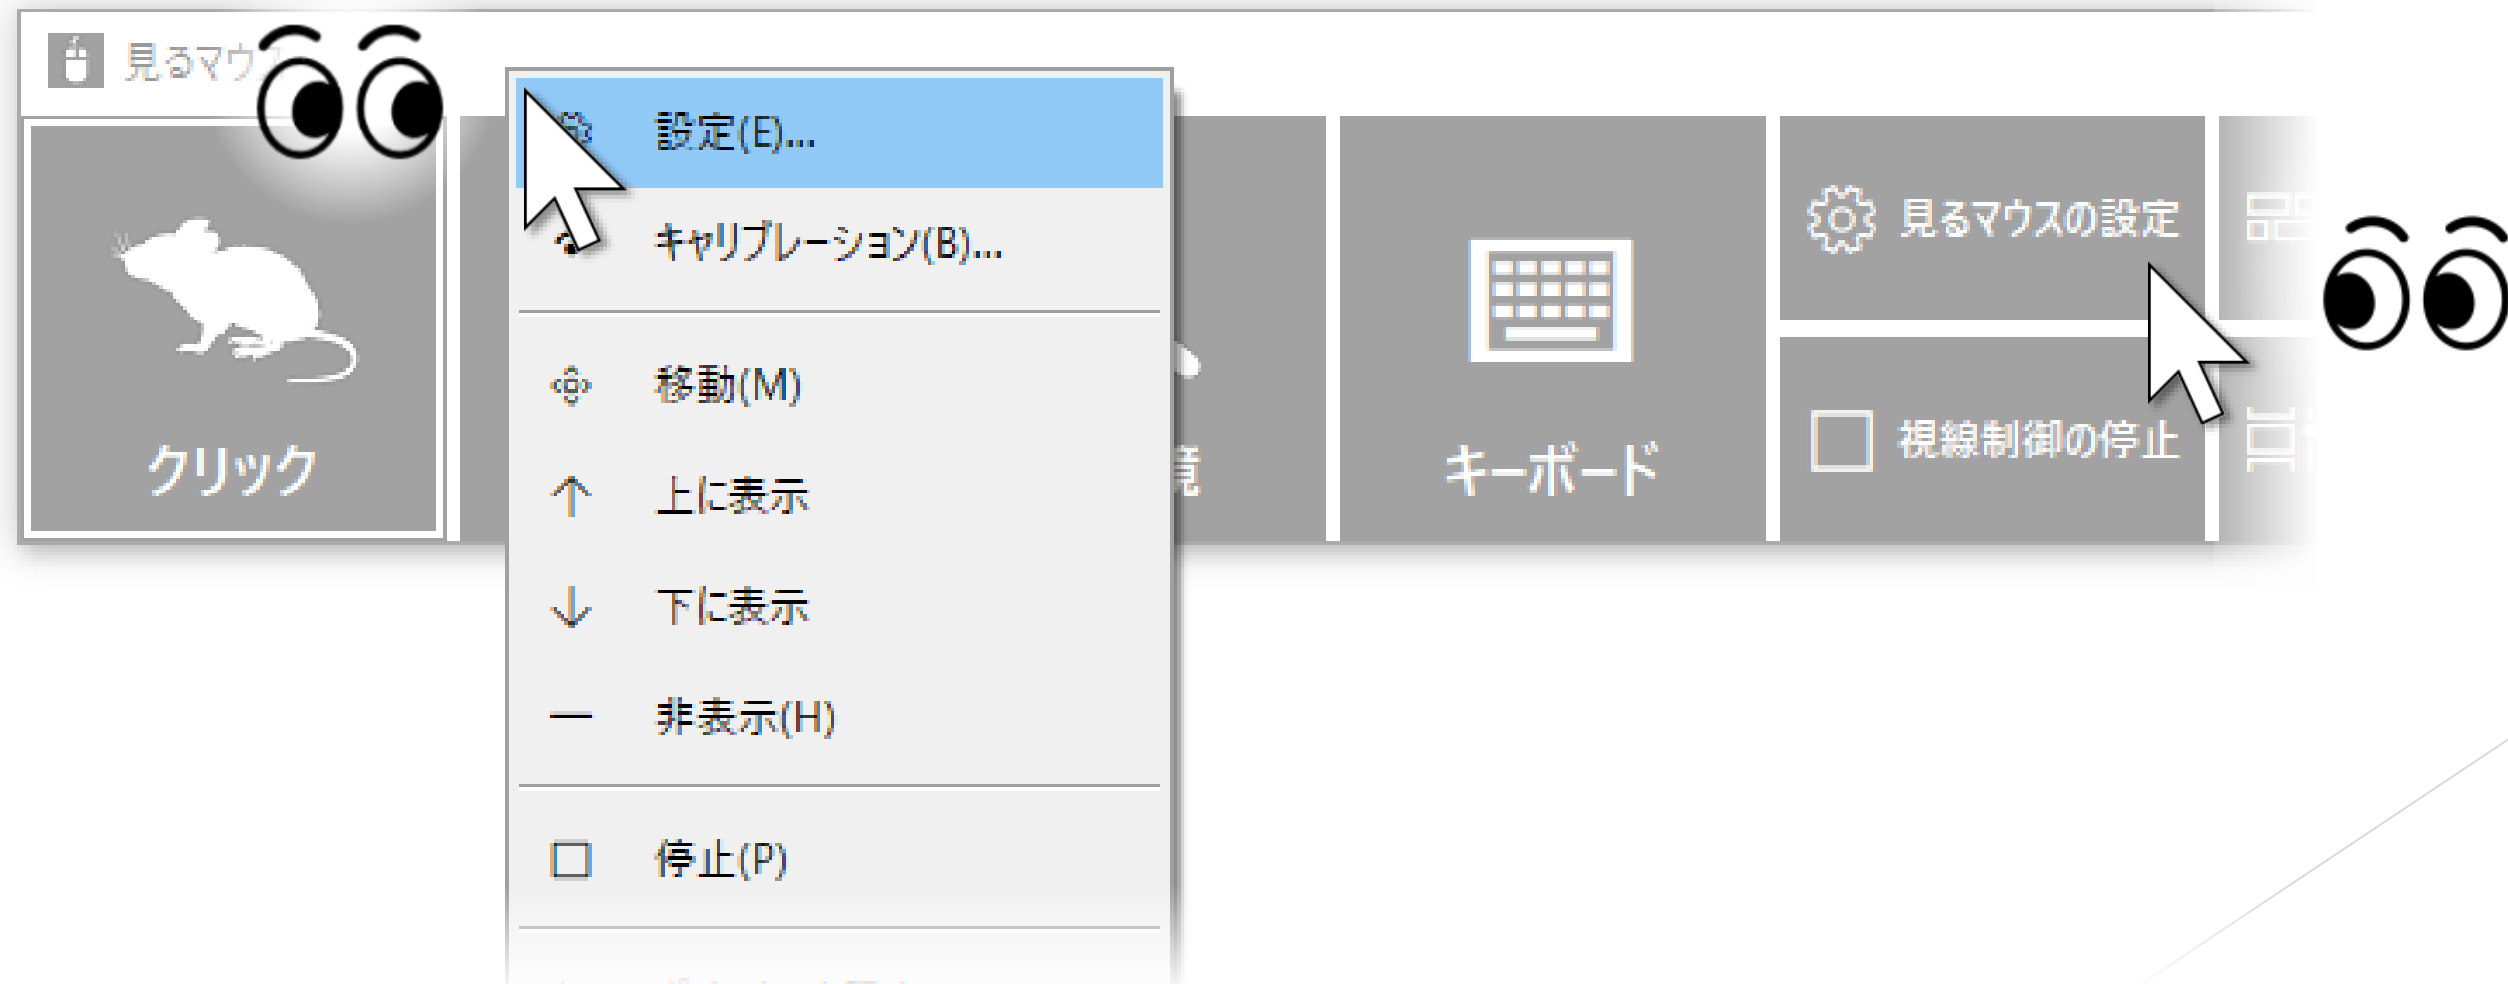 見るマウス
設定(E)...
キャリブレーション(B)...
移動(M)
上に表示
下に表示
非表示(H)
停止(P)
クリック
キーボード
見るマウスの設定
視線制御の停止